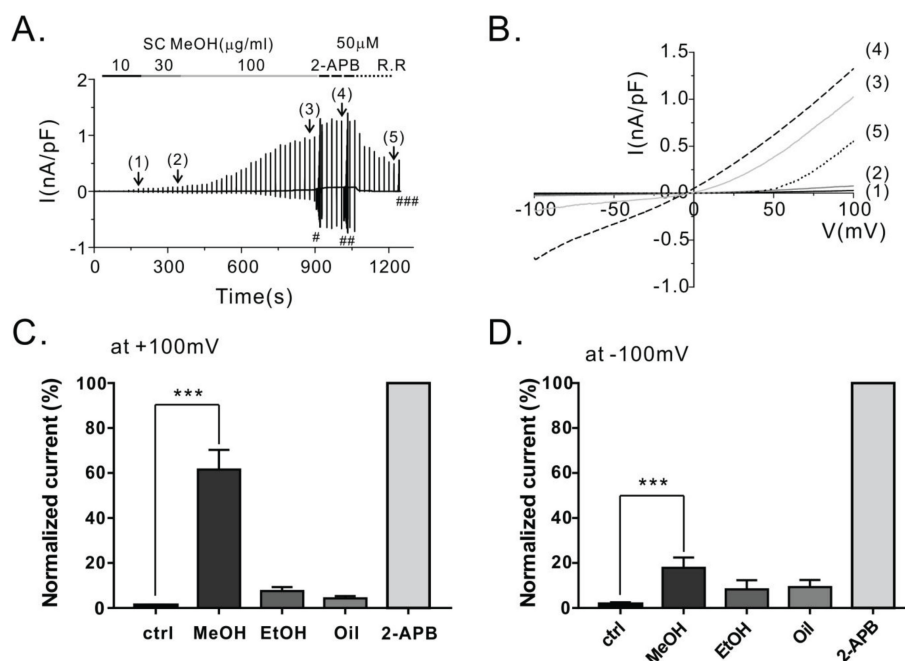 A.
SC MeOH(μg/ml) 50μM
10 30 100 2-APB R.R
2
1
0
-1
I(nA/pF)
(1) (2) (3) (4) (5)
# ## ###
0 300 600 900 1200
Time(s)
B.
1.5
1.0
0.5
0.0
-0.5
-1.0
I(nA/pF)
-100 -50 0 50 100
V(mV)
(4)
(3)
(5)
(2)
(1)
C.
at +100mV
Normalized current (%)
100
80
60
40
20
0
***
ctrl MeOH EtOH Oil 2-APB
D.
at -100mV
Normalized current (%)
100
80
60
40
20
0
***
ctrl MeOH EtOH Oil 2-APB